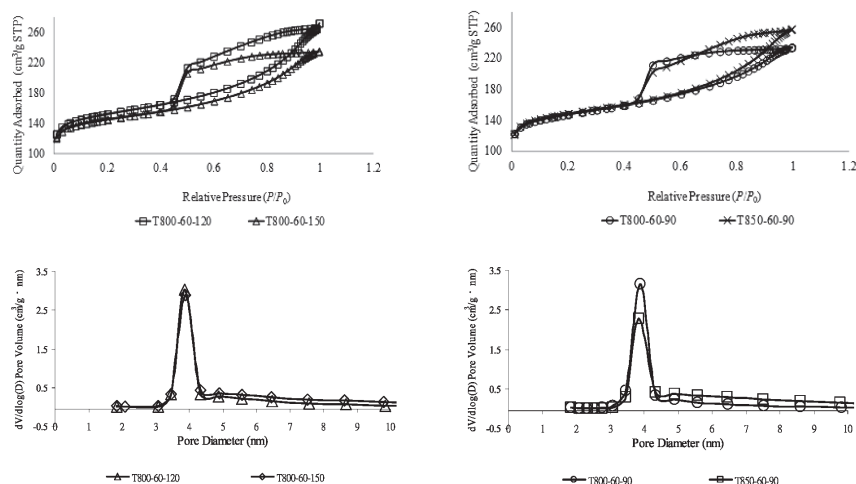 Quantity Adsorbed (cm³/g STP)
260
220
180
140
100
0 0.2 0.4 0.6 0.8 1 1.2
Relative Pressure (P/P₀)
T800-60-120 T800-60-150
Quantity Adsorbed (cm³/g STP)
260
220
180
140
100
0 0.2 0.4 0.6 0.8 1 1.2
Relative Pressure (P/P₀)
T800-60-90 T850-60-90
dV/dlog(D) Pore Volume (cm³/g · nm)
3.5
2.5
1.5
0.5
-0.5
0 1 2 3 4 5 6 7 8 9 10
Pore Diameter (nm)
T800-60-120 T800-60-150
dV/dlog(D) Pore Volume (cm³/g · nm)
3.5
2.5
1.5
0.5
-0.5
0 1 2 3 4 5 6 7 8 9 10
Pore Diameter (nm)
T800-60-90 T850-60-90